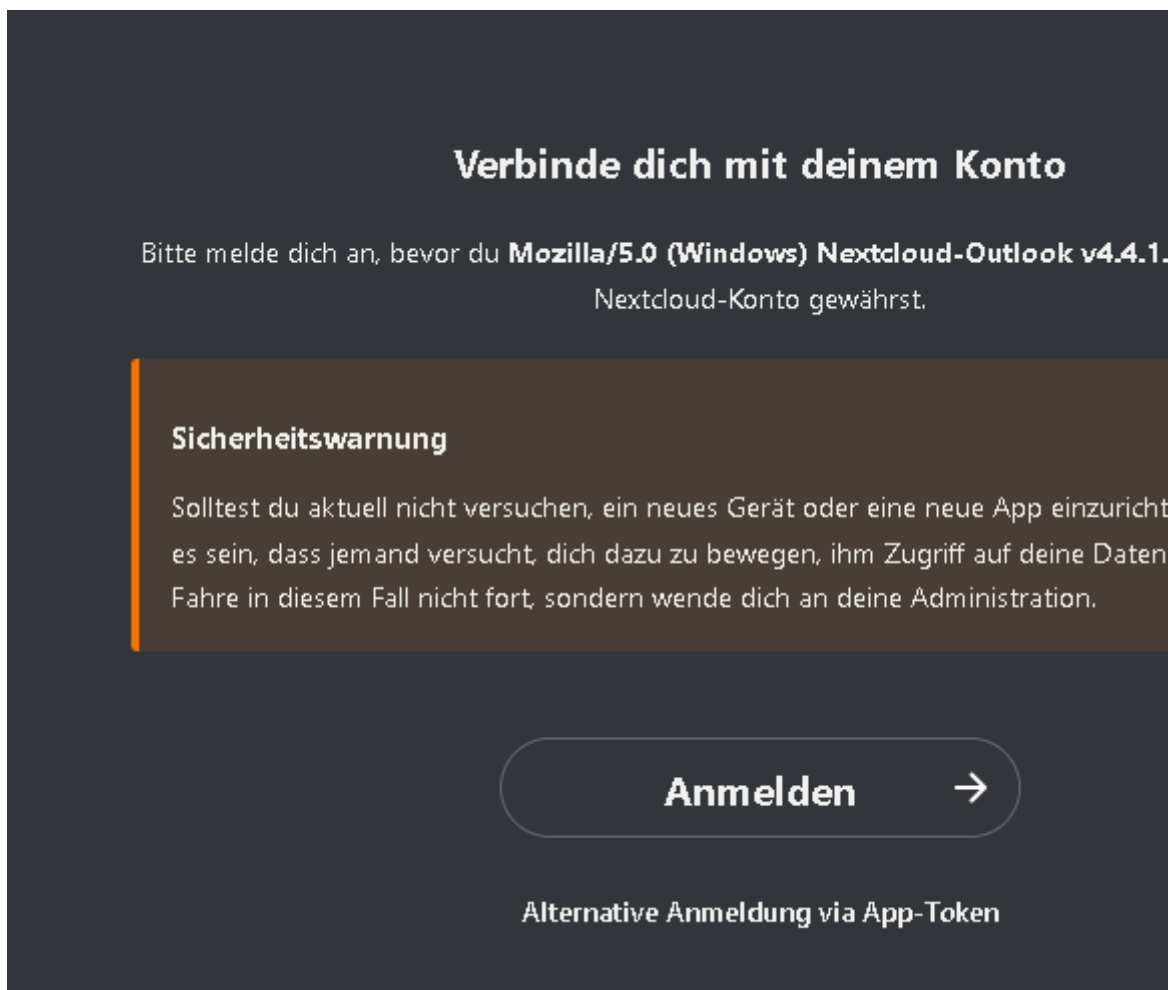 Verbinde dich mit deinem Konto
Bitte melde dich an, bevor du Mozilla/5.0 (Windows) Nextcloud-Outlook v4.4.1.
Nextcloud-Konto gewährst.
Sicherheitswarnung
Solltest du aktuell nicht versuchen, ein neues Gerät oder eine neue App einzuricht
es sein, dass jemand versucht, dich dazu zu bewegen, ihm Zugriff auf deine Daten
Fahre in diesem Fall nicht fort, sondern wende dich an deine Administration.
Anmelden →
Alternative Anmeldung via App-Token